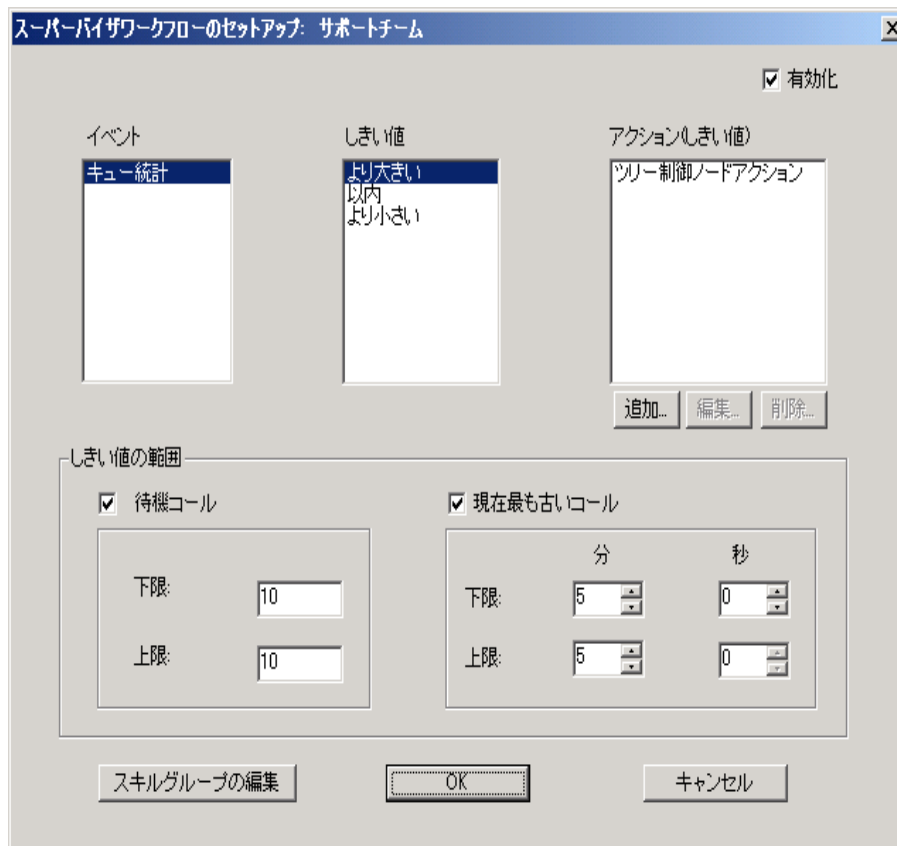 スーパーバイザワークフローのセットアップ: サポートチーム
有効化
イベント
しきい値
アクション(しきい値)
キュー統計
より大きい
以内
より小さい
ツリー制御ノードアクション
追加...
編集...
削除...
しきい値の範囲
待機コール
現在最も古いコール
分
秒
下限:
10
下限:
5
0
上限:
10
上限:
5
0
スキルグループの編集
OK
キャンセル